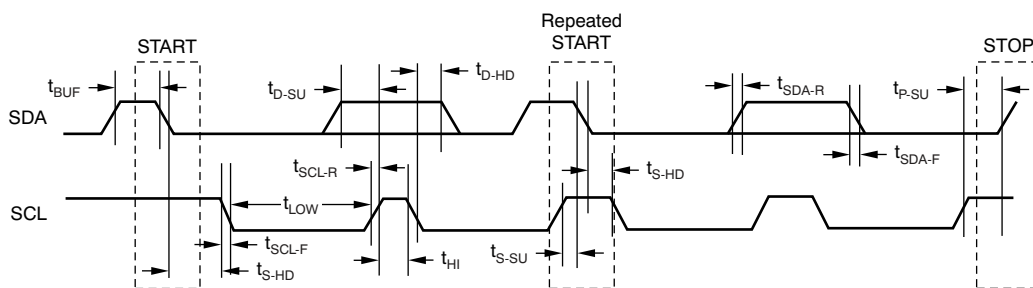 Repeated
START
START
STOP
tBUF
tD-SU
tD-HD
tSDA-R
tP-SU
SDA
tSDA-F
tSCL-R
tS-HD
tLOW
SCL
tSCL-F
tHI
tS-SU
tS-HD